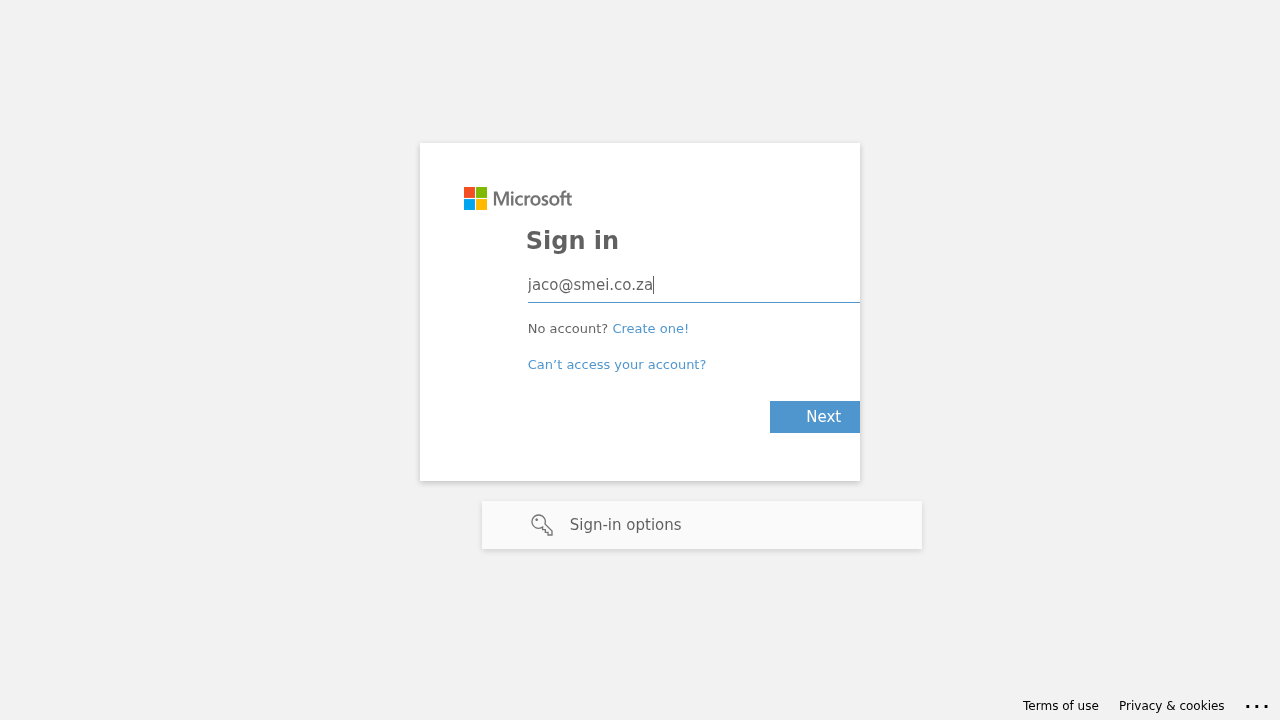 Microsoft
Sign in
jaco@smei.co.za
No account? Create one!
Can’t access your account?
Next
Sign-in options
Terms of use Privacy & cookies ...